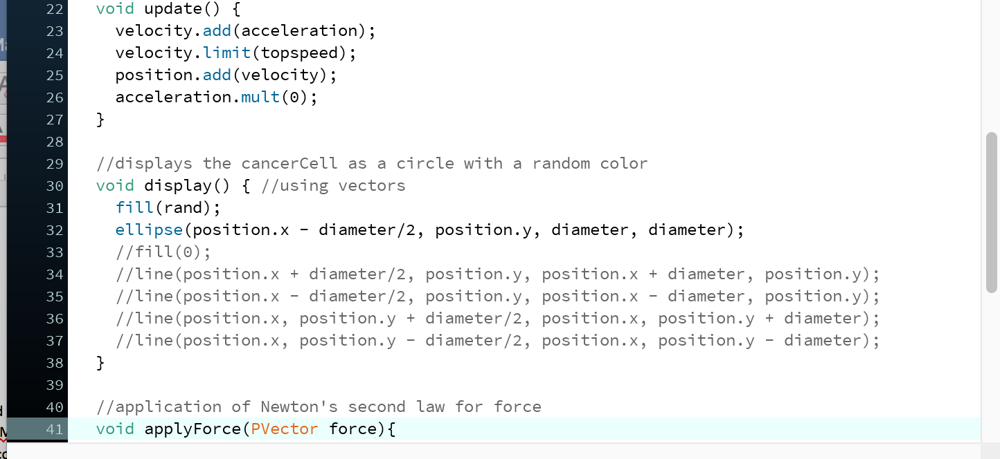 22 void update() {
23 velocity.add(acceleration);
24 velocity.limit(topspeed);
25 position.add(velocity);
26 acceleration.mult(0);
27 }
28
29 //displays the cancerCell as a circle with a random color
30 void display() { //using vectors
31 fill(rand);
32 ellipse(position.x - diameter/2, position.y, diameter, diameter);
33 //fill(0);
34 //line(position.x + diameter/2, position.y, position.x + diameter, position.y);
35 //line(position.x - diameter/2, position.y, position.x - diameter, position.y);
36 //line(position.x, position.y + diameter/2, position.x, position.y + diameter);
37 //line(position.x, position.y - diameter/2, position.x, position.y - diameter);
38 }
39
40 //application of Newton's second law for force
41 void applyForce(PVector force){